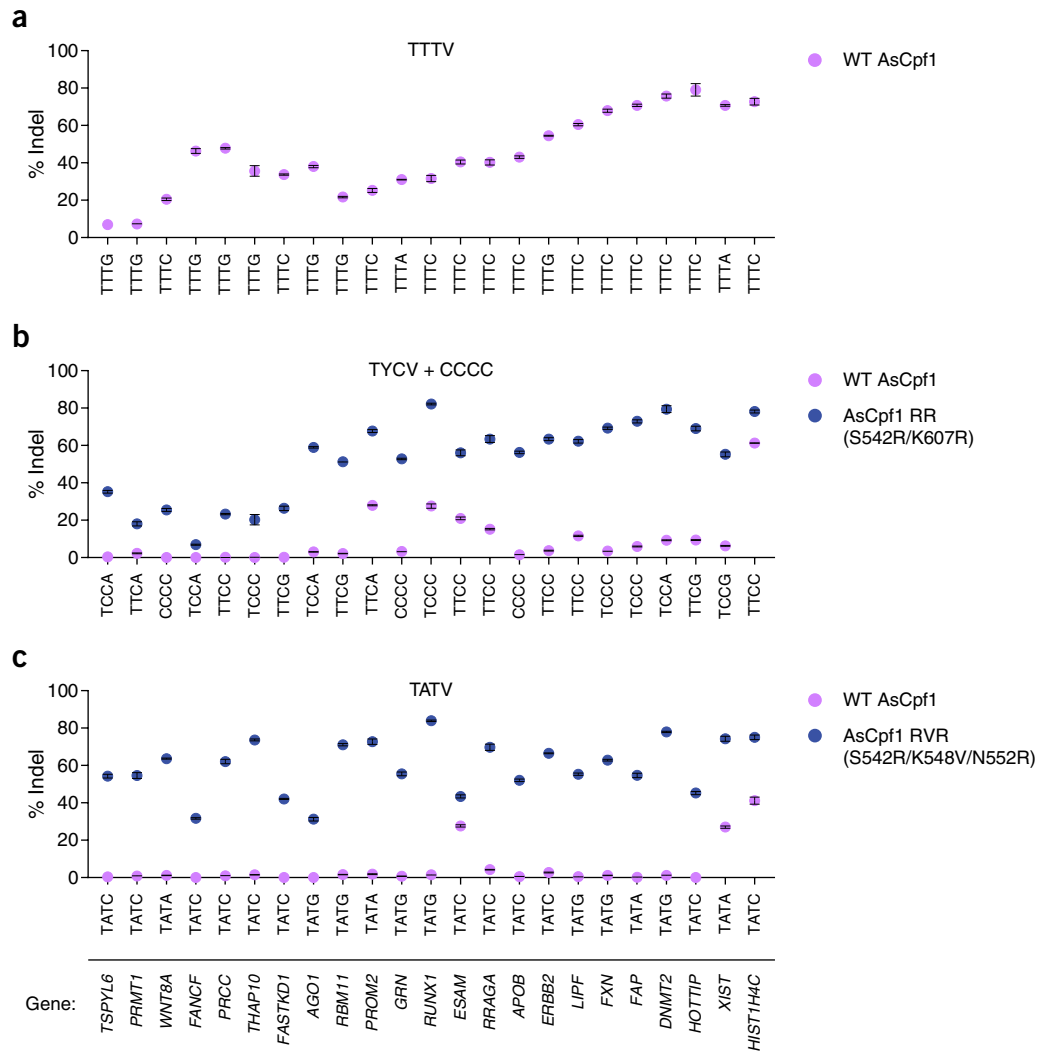 a
TTTV
100
80
60
40
20
0
% Indel
WT AsCpf1
TTTG TTTG TTTC TTTG TTTG TTTG TTTC TTTG TTTG TTTC TTTA TTTC TTTC TTTC TTTC TTTG TTTC TTTC TTTC TTTC TTTC TTTA TTTC
b
TYCV + CCCC
100
80
60
40
20
0
% Indel
WT AsCpf1
AsCpf1 RR
(S542R/K607R)
TCCA TTCA CCCC TCCA TTCC TCCC TTCG TCCA TTCG TTCA CCCC TCCC TTCC TTCC CCCC TTCC TTCC TCCC TCCC TCCA TTCG TCCG TTCC
c
TATV
100
80
60
40
20
0
% Indel
WT AsCpf1
AsCpf1 RVR
(S542R/K548V/N552R)
TATC TATC TATA TATC TATC TATC TATC TATG TATG TATA TATG TATG TATC TATC TATC TATC TATG TATC TATA TATG TATC TATA TATC
Gene:
TSPYL6 PRMT1 WNT8A FANCF PRCC THAP10 FASTKD1 AGO1 RBM11 PROM2 GRN RUNX1 ESAM RRAGA APOB ERBB2 LIPF FXN FAP DNMT2 HOTTIP XIST HIST1H4C